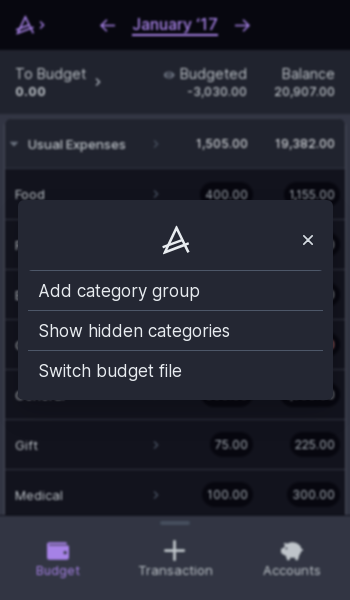 January '17
To Budget
0.00
Budgeted
-3,030.00
Balance
20,907.00
Usual Expenses 1,505.00 19,382.00
Food 400.00 1,155.00
Add category group
Show hidden categories
Switch budget file
Gift 75.00 225.00
Medical 100.00 300.00
Budget Transaction Accounts